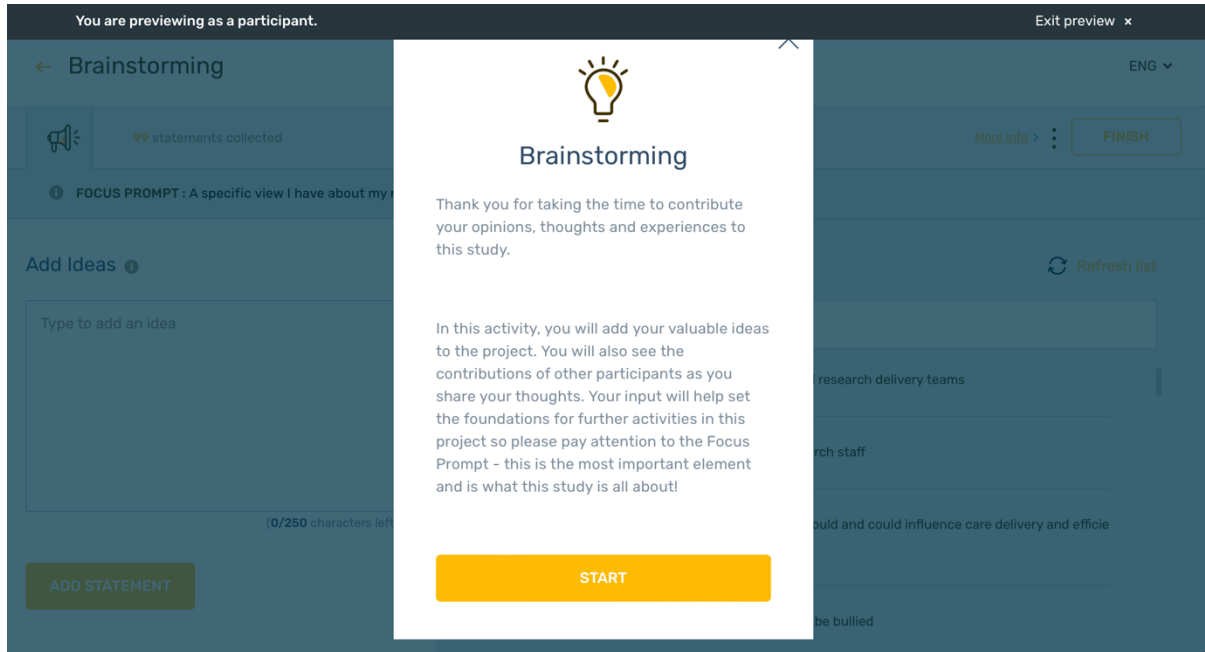 You are previewing as a participant.
Exit preview ×
← Brainstorming
ENG
99 statements collected
More info >
FINISH
FOCUS PROMPT : A specific view I have about my
Add Ideas
Refresh list
Type to add an idea
(0/250 characters left
ADD STATEMENT
Brainstorming
Thank you for taking the time to contribute
your opinions, thoughts and experiences to
this study.
In this activity, you will add your valuable ideas
to the project. You will also see the
contributions of other participants as you
share your thoughts. Your input will help set
the foundations for further activities in this
project so please pay attention to the Focus
Prompt - this is the most important element
and is what this study is all about!
START
research delivery teams
rch staff
ould and could influence care delivery and efficie
be bullied